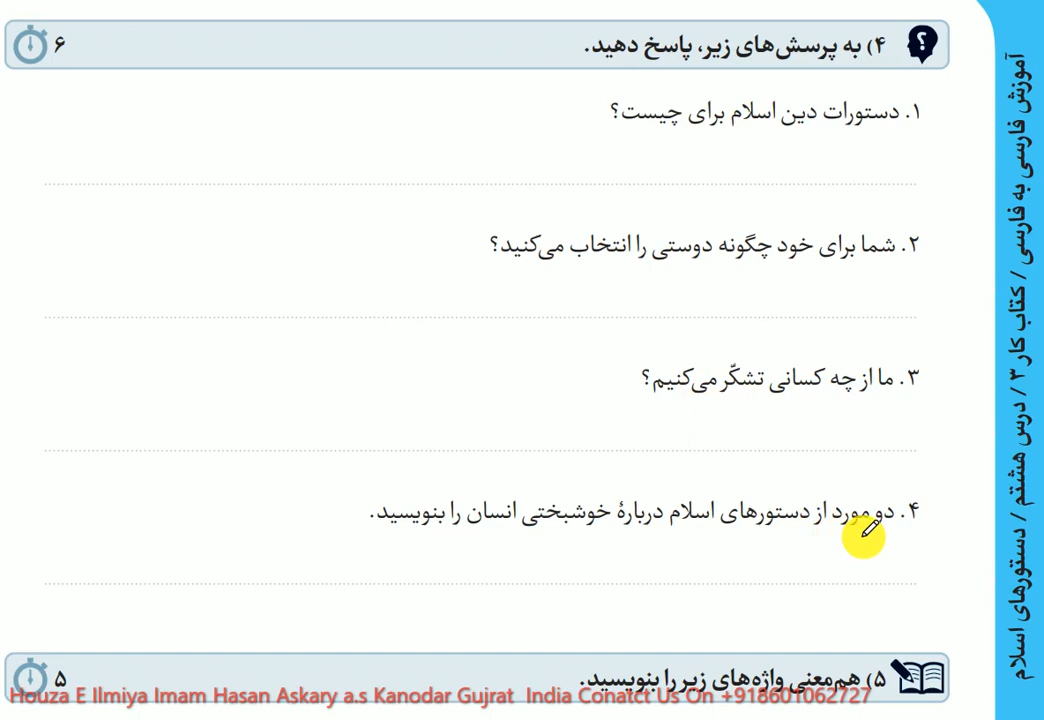 ۴) به پرسش‌های زیر، پاسخ دهید.
۶
۱. دستورات دین اسلام برای چیست؟
۲. شما برای خود چگونه دوستی را انتخاب می‌کنید؟
۳. ما از چه کسانی تشکّر می‌کنیم؟
۴. دو مورد از دستورهای اسلام دربارهٔ خوشبختی انسان را بنویسید.
۵) هم‌معنی واژه‌های زیر را بنویسید.
۵
Houza E Ilmiya Imam Hasan Askary a.s Kanodar Gujrat India Conatct Us On +918601062727
آموزش فارسی به فارسی / کتاب کار ۳ / درس هشتم / دستورهای اسلام